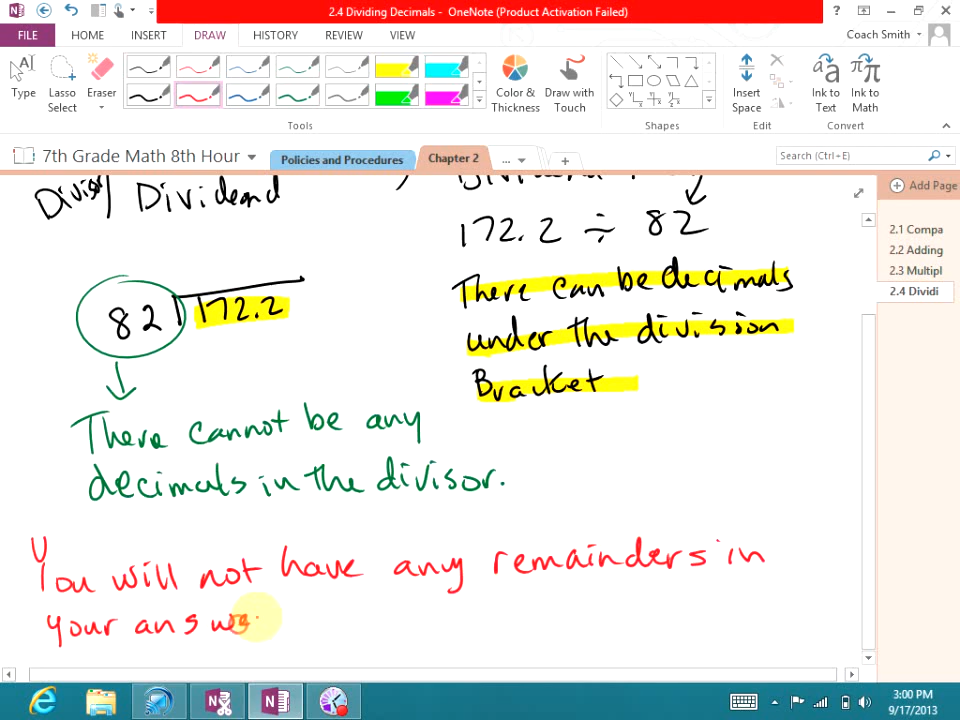 2.4 Dividing Decimals - OneNote (Product Activation Failed)
FILE HOME INSERT DRAW HISTORY REVIEW VIEW Coach Smith
Type Lasso Select Eraser Color & Thickness Draw with Touch Insert Space Ink to Text Ink to Math
Tools Shapes Edit Convert
7th Grade Math 8th Hour Policies and Procedures Chapter 2 ... Search (Ctrl+E)
Add Page
2.1 Compa
2.2 Adding
2.3 Multipl
2.4 Dividi
Divisor Dividend
172.2 ÷ 82
82 172.2
There can be decimals
under the division
Bracket
There cannot be any
decimals in the divisor.
You will not have any remainders in
your answe
3:00 PM
9/17/2013